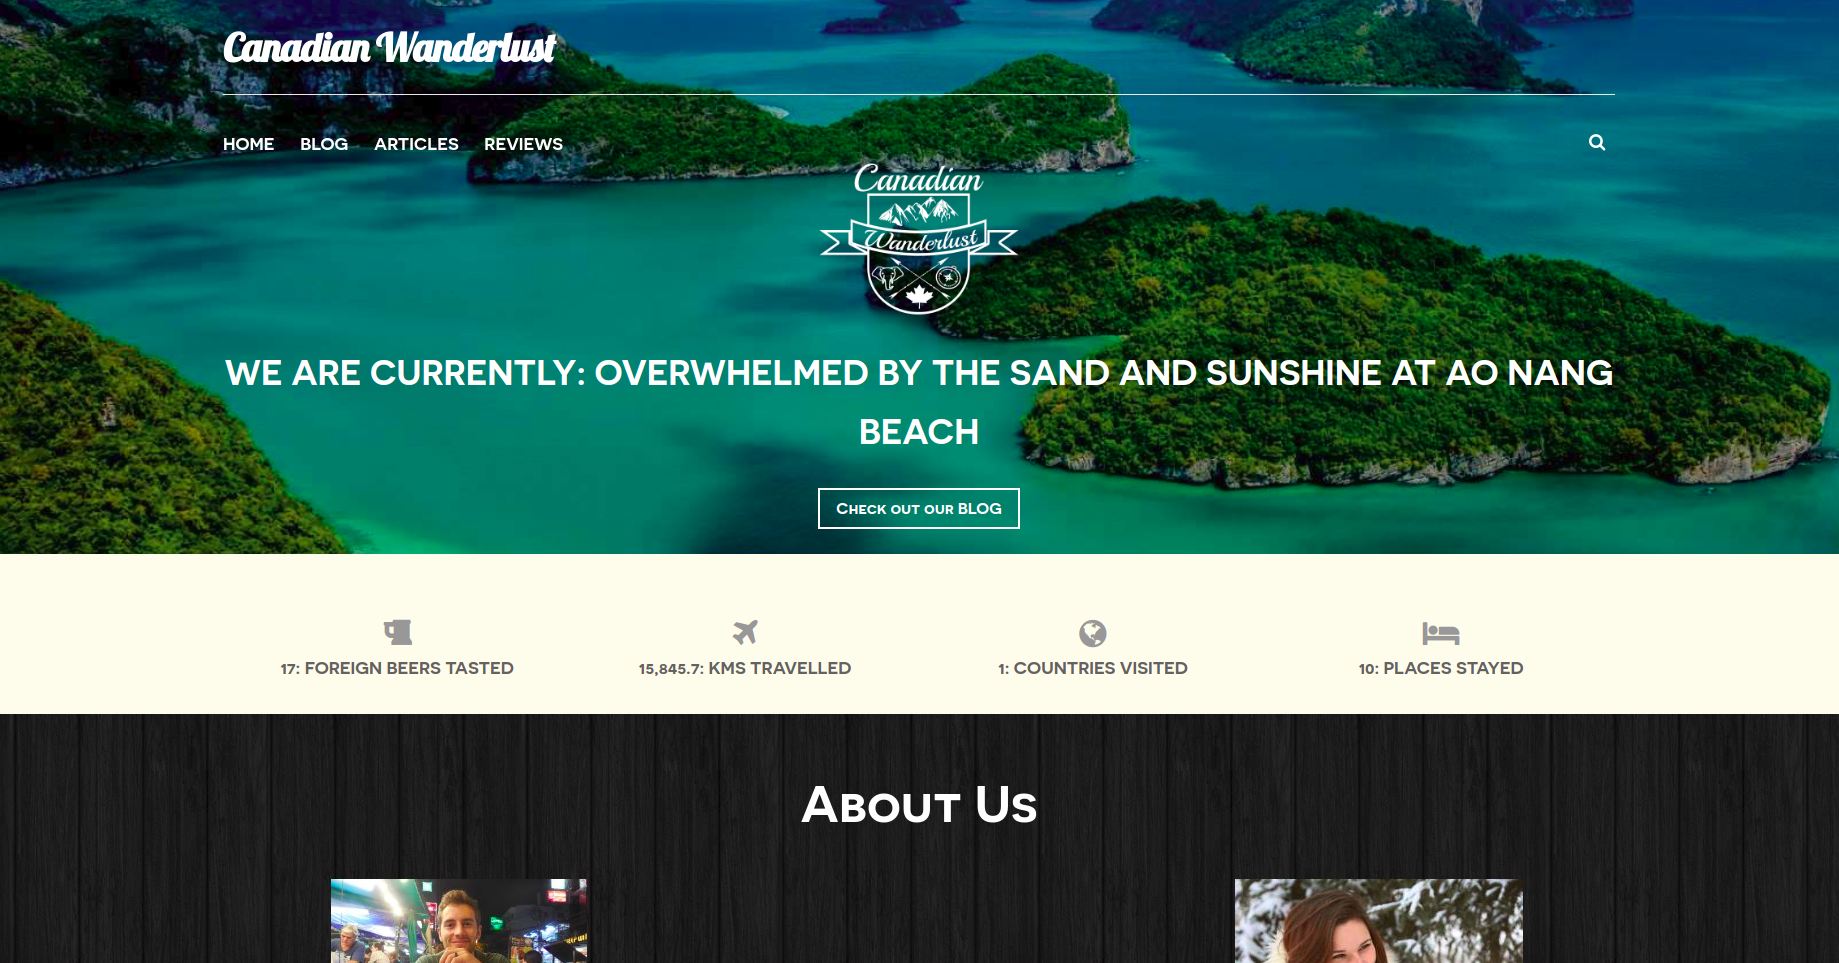 Canadian Wanderlust
HOME BLOG ARTICLES REVIEWS
Canadian
Wanderlust
WE ARE CURRENTLY: OVERWHELMED BY THE SAND AND SUNSHINE AT AO NANG
BEACH
Check out our BLOG
17: FOREIGN BEERS TASTED
15,845.7: KMS TRAVELLED
1: COUNTRIES VISITED
10: PLACES STAYED
About Us